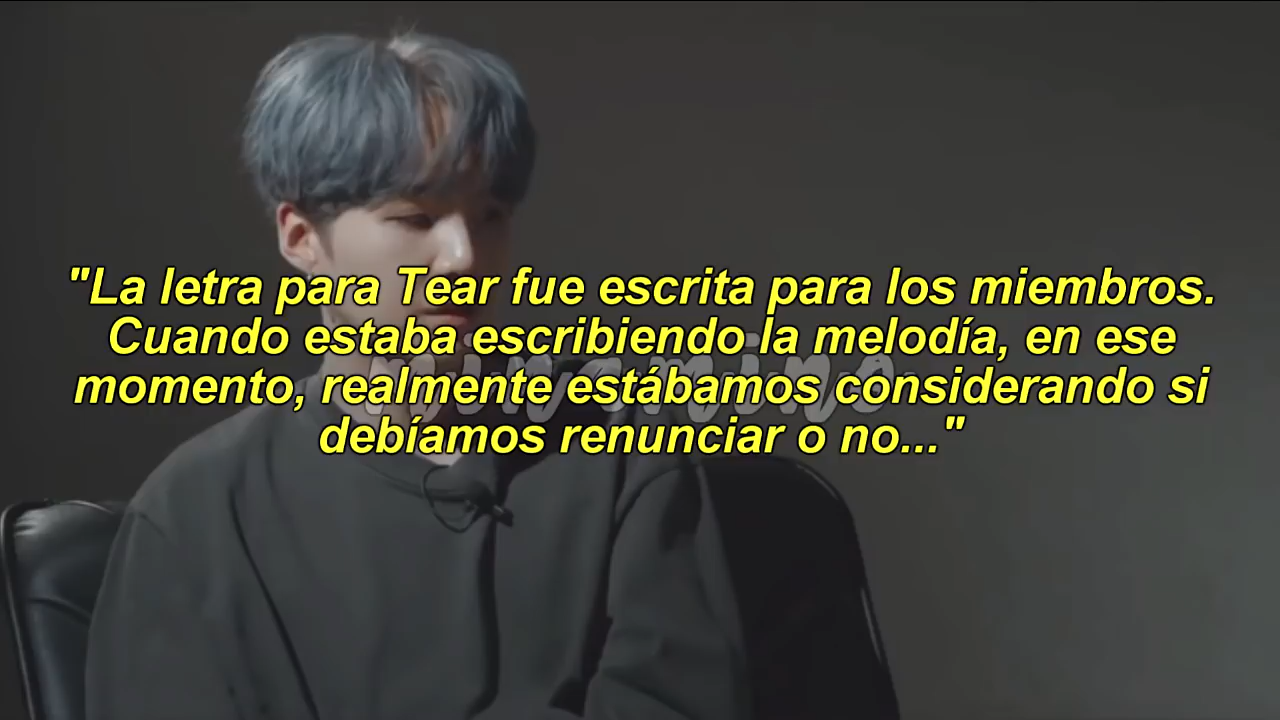 "La letra para Tear fue escrita para los miembros.
Cuando estaba escribiendo la melodía, en ese
momento, realmente estábamos considerando si
debíamos renunciar o no..."